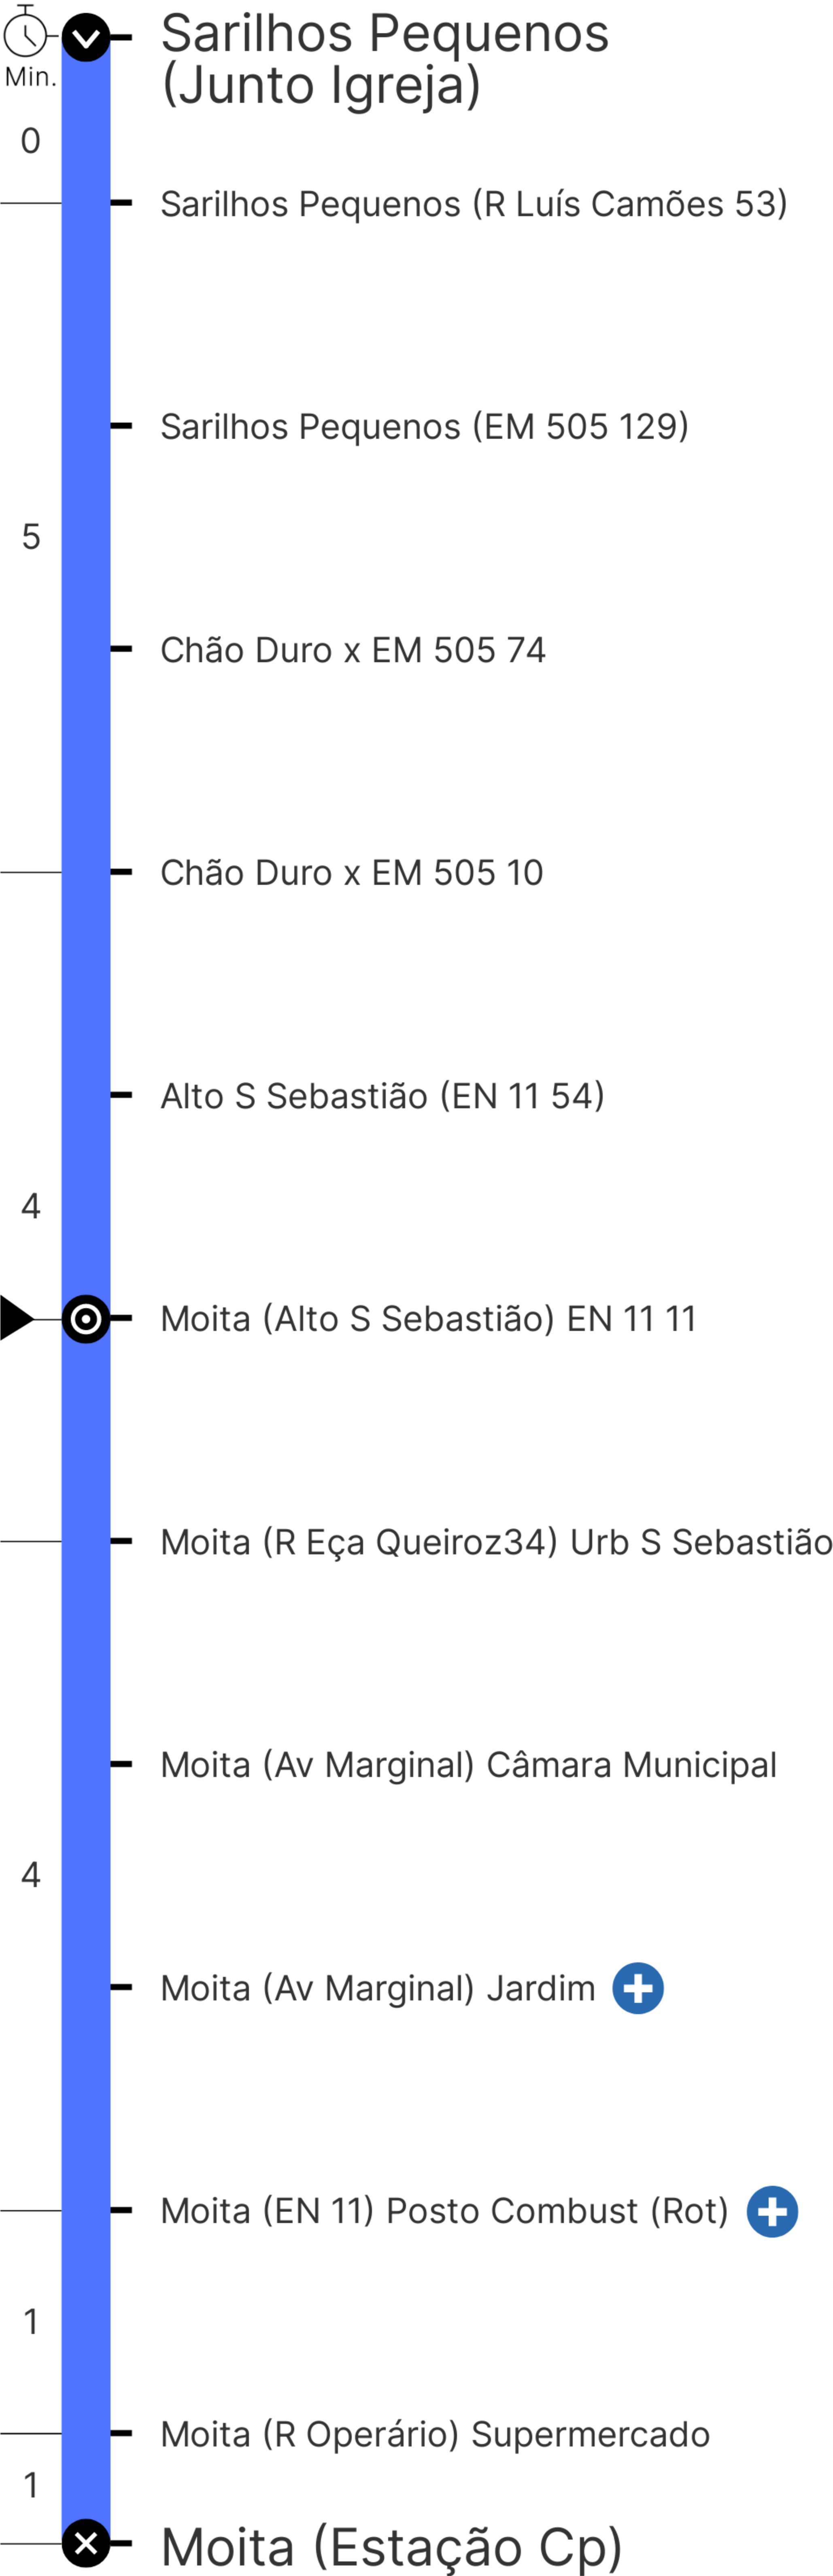 Sarilhos Pequenos
(Junto Igreja)
Min.
0
Sarilhos Pequenos (R Luís Camões 53)
Sarilhos Pequenos (EM 505 129)
5
Chão Duro x EM 505 74
Chão Duro x EM 505 10
Alto S Sebastião (EN 11 54)
4
Moita (Alto S Sebastião) EN 11 11
Moita (R Eça Queiroz34) Urb S Sebastião
Moita (Av Marginal) Câmara Municipal
4
Moita (Av Marginal) Jardim
Moita (EN 11) Posto Combust (Rot)
1
Moita (R Operário) Supermercado
1
Moita (Estação Cp)